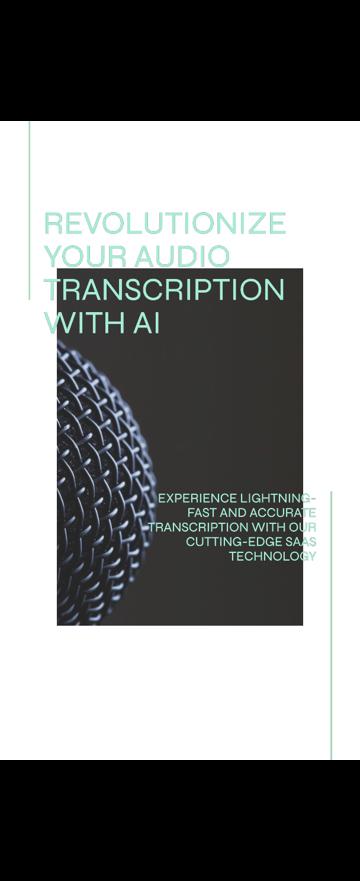 REVOLUTIONIZE
YOUR AUDIO
TRANSCRIPTION
WITH AI
EXPERIENCE LIGHTNING-
FAST AND ACCURATE
TRANSCRIPTION WITH OUR
CUTTING-EDGE SAAS
TECHNOLOGY